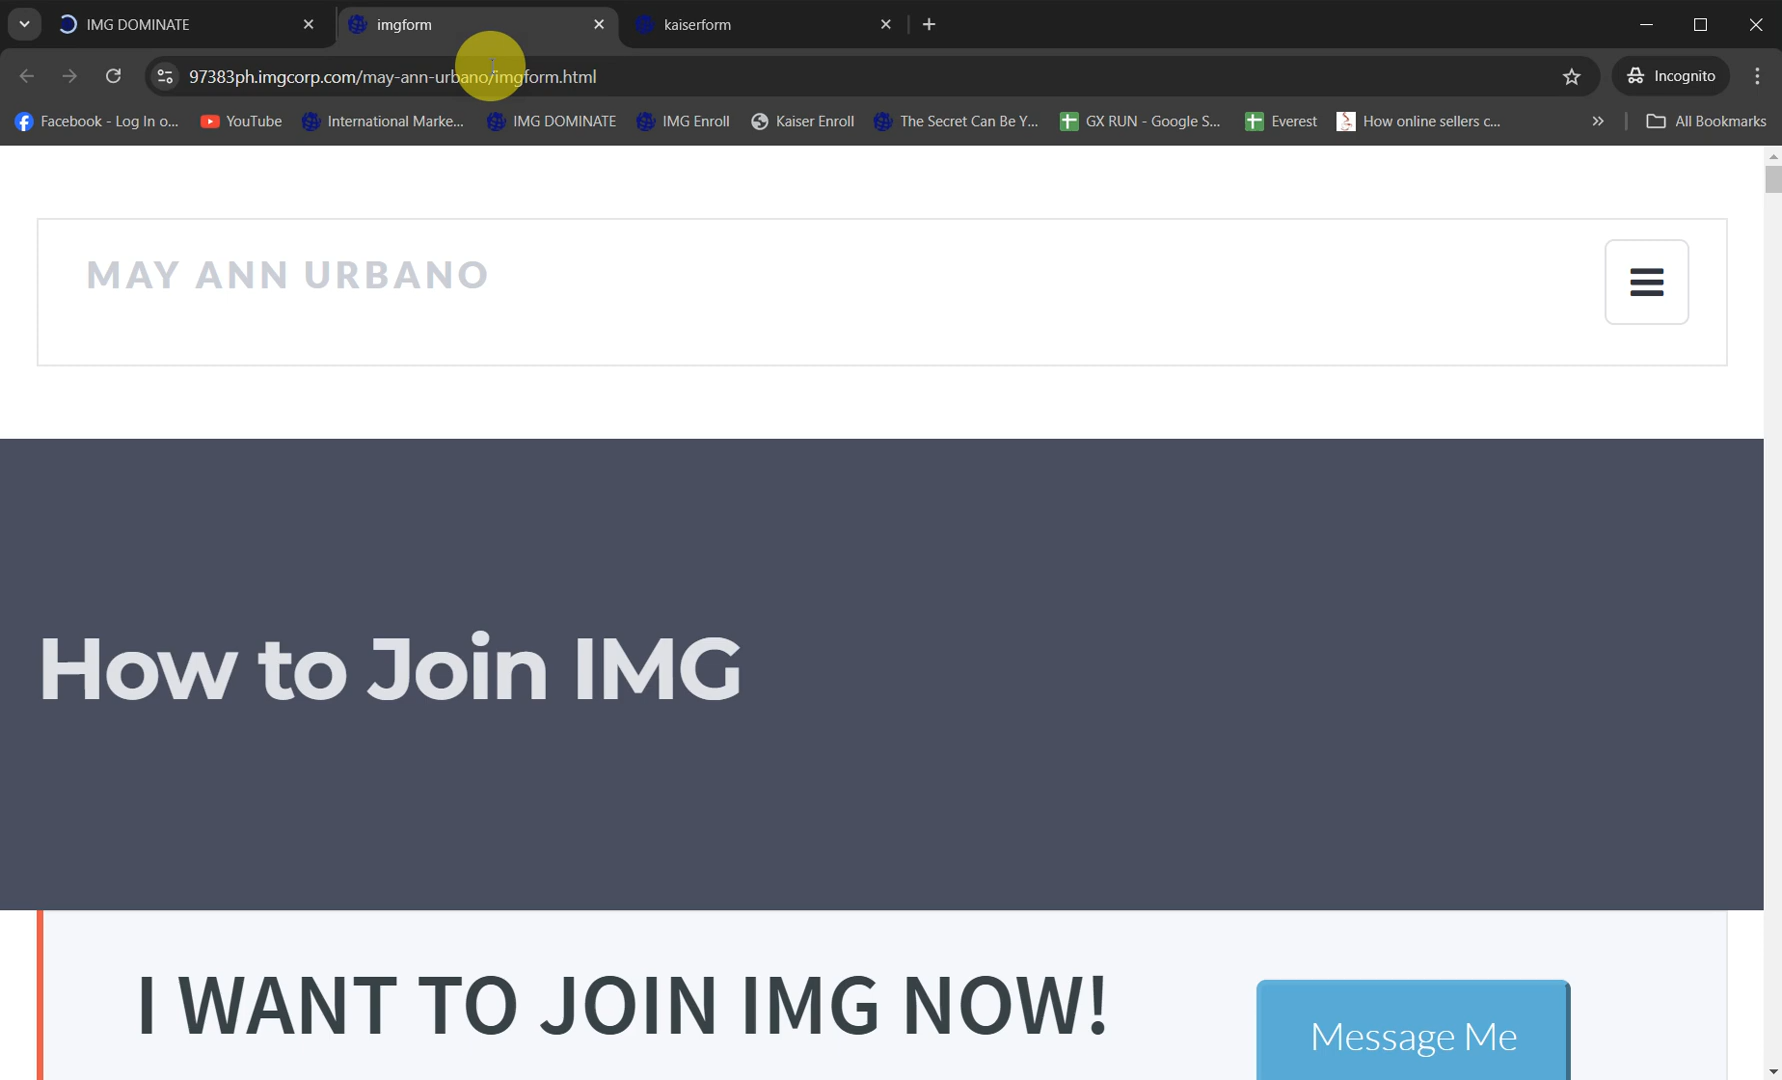 IMG DOMINATE
imgform
kaiserform
97383ph.imgcorp.com/may-ann-urbano/imgform.html
Incognito
Facebook - Log In o...
YouTube
International Marke...
IMG DOMINATE
IMG Enroll
Kaiser Enroll
The Secret Can Be Y...
GX RUN - Google S...
Everest
How online sellers c...
All Bookmarks
MAY ANN URBANO
How to Join IMG
I WANT TO JOIN IMG NOW!
Message Me